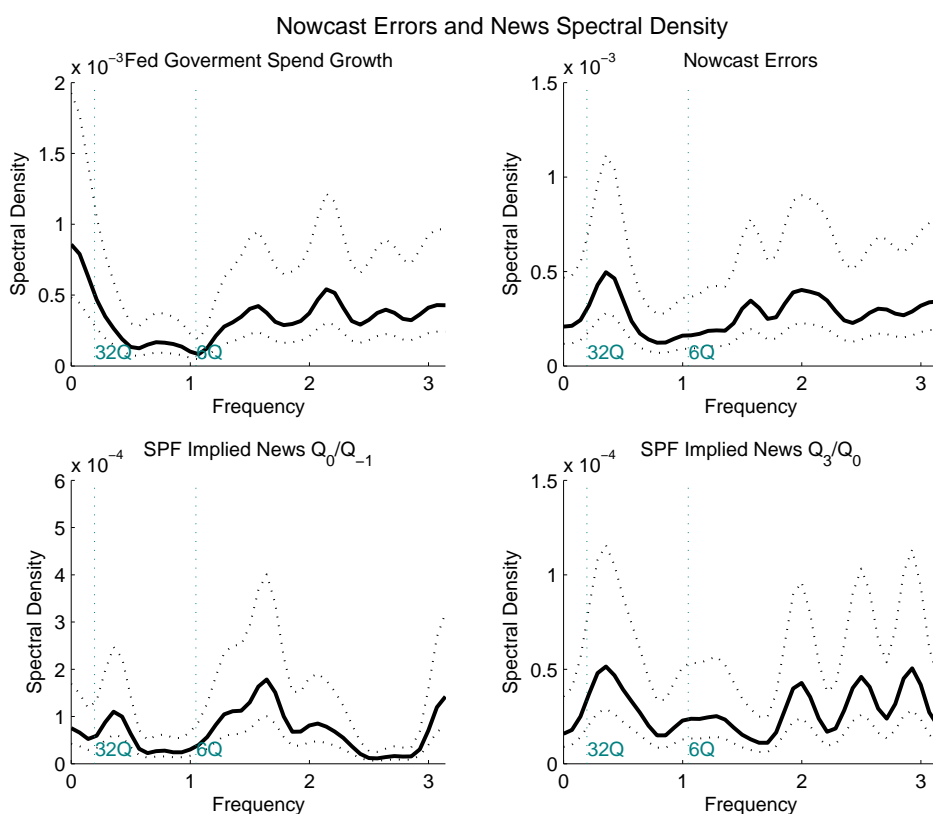 Nowcast Errors and News Spectral Density
x 10⁻³ Fed Goverment Spend Growth
2
1.5
1
0.5
0
Spectral Density
32Q
6Q
0 1 2 3
Frequency
x 10⁻³
Nowcast Errors
1.5
1
0.5
0
Spectral Density
32Q
6Q
0 1 2 3
Frequency
SPF Implied News Q₀/Q₋₁
x 10⁻⁴
6
5
4
3
2
1
0
Spectral Density
32Q
6Q
0 1 2 3
Frequency
SPF Implied News Q₃/Q₀
x 10⁻⁴
1.5
1
0.5
0
Spectral Density
32Q
6Q
0 1 2 3
Frequency